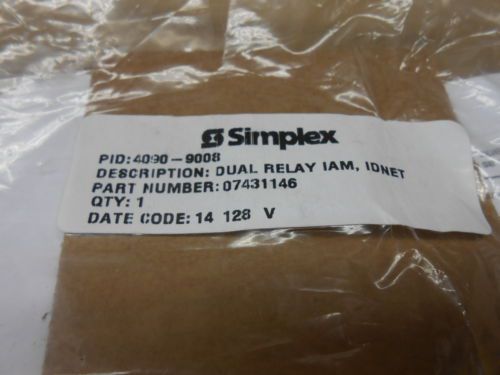 Simplex
PID:4090-9008
DESCRIPTION: DUAL RELAY IAM, IDNET
PART NUMBER: 07431146
QTY: 1
DATE CODE: 14 128 V